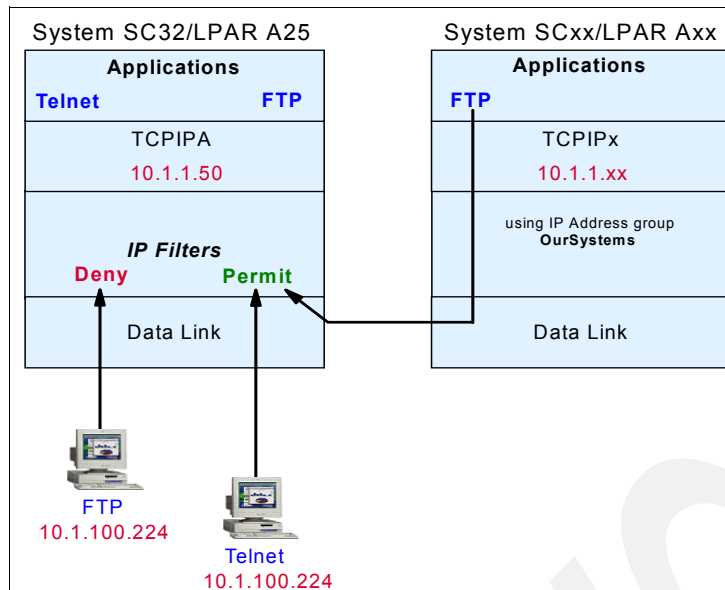 System SC32/LPAR A25
Applications
Telnet FTP
TCPIPA
10.1.1.50
IP Filters
Deny Permit
Data Link
FTP
10.1.100.224
Telnet
10.1.100.224
System SCxx/LPAR Axx
Applications
FTP
TCPIPx
10.1.1.xx
using IP Address group
OurSystems
Data Link